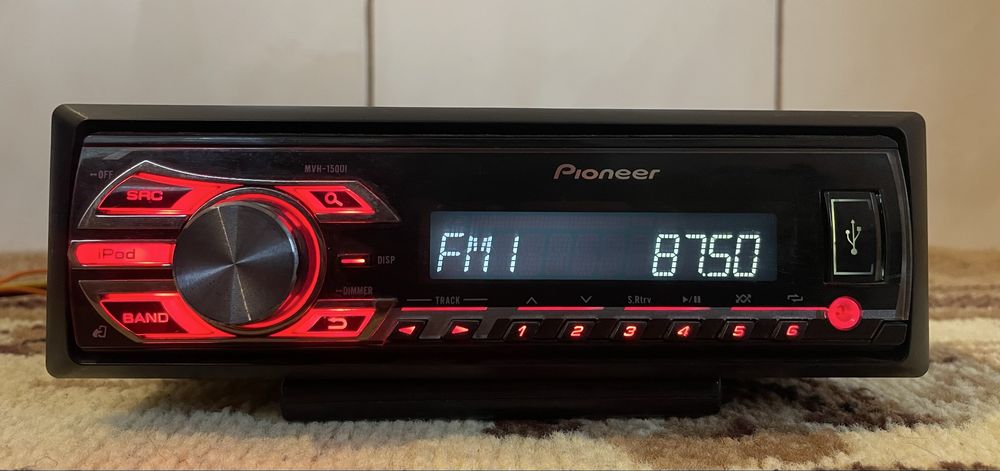 Pioneer
MVH-150UI
OFF
SRC
iPod
DISP
FM1 87.50
DIMMER
BAND
TRACK
S.Rtrv
1 2 3 4 5 6